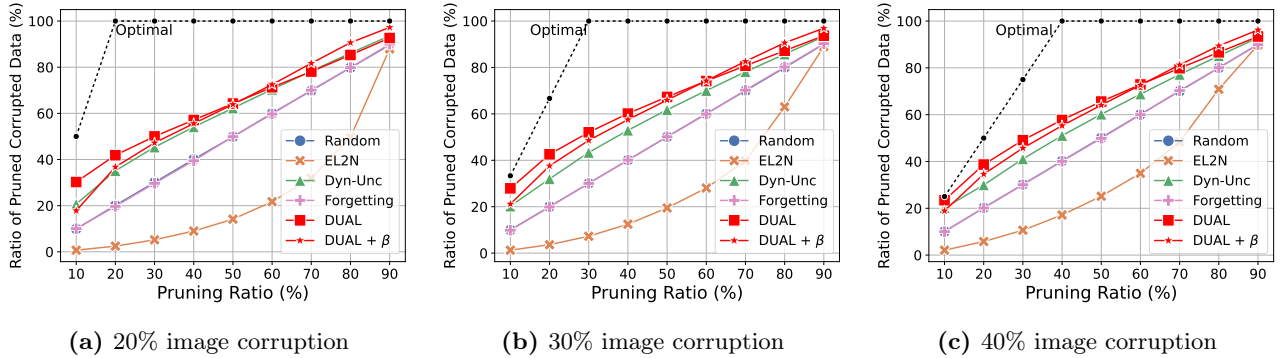 Ratio of Pruned Corrupted Data (%)
100
80
60
40
20
0
Optimal
Random
EL2N
Dyn-Unc
Forgetting
DUAL
DUAL + β
10 20 30 40 50 60 70 80 90
Pruning Ratio (%)
(a) 20% image corruption
Ratio of Pruned Corrupted Data (%)
100
80
60
40
20
0
Optimal
Random
EL2N
Dyn-Unc
Forgetting
DUAL
DUAL + β
10 20 30 40 50 60 70 80 90
Pruning Ratio (%)
(b) 30% image corruption
Ratio of Pruned Corrupted Data (%)
100
80
60
40
20
0
Optimal
Random
EL2N
Dyn-Unc
Forgetting
DUAL
DUAL + β
10 20 30 40 50 60 70 80 90
Pruning Ratio (%)
(c) 40% image corruption